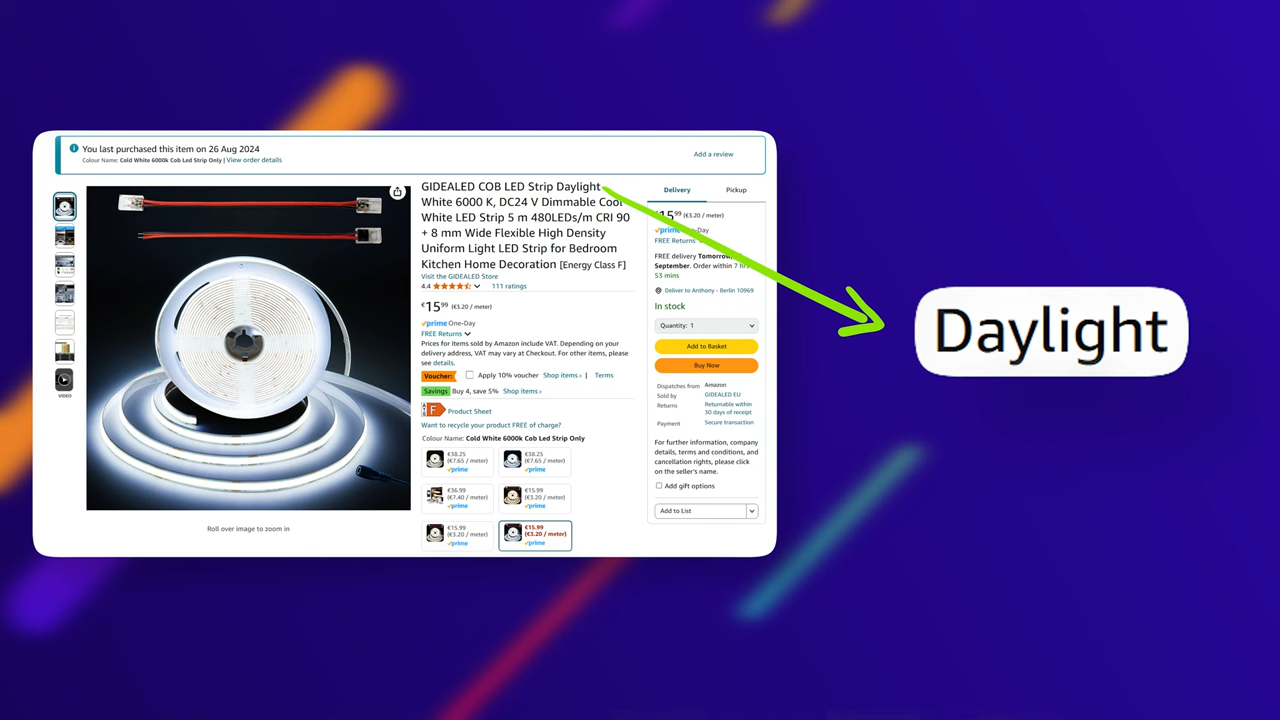 You last purchased this item on 26 Aug 2024
Colour Name: Cold White 6000k Cob Led Strip Only | View order details
Add a review
VIDEO
Roll over image to zoom in
GIDEALED COB LED Strip Daylight
White 6000 K, DC24 V Dimmable Cool
White LED Strip 5 m 480LEDs/m CRI 90
+ 8 mm Wide Flexible High Density
Uniform Light LED Strip for Bedroom
Kitchen Home Decoration [Energy Class F]
Visit the GIDEALED Store
4.4 111 ratings
€15⁹⁹ (€3.20 / meter)
prime One-Day
FREE Returns
Prices for items sold by Amazon include VAT. Depending on your
delivery address, VAT may vary at Checkout. For other items, please
see details.
Voucher: Apply 10% voucher Shop items › | Terms
Savings Buy 4, save 5% Shop items ›
F Product Sheet
Want to recycle your product FREE of charge?
Colour Name: Cold White 6000k Cob Led Strip Only
€38.25
(€7.65 / meter)
prime
€38.25
(€7.65 / meter)
prime
€36.99
(€7.40 / meter)
prime
€15.99
(€3.20 / meter)
prime
€15.99
(€3.20 / meter)
prime
€15.99
(€3.20 / meter)
prime
Delivery Pickup
15⁹⁹ (€3.20 / meter)
prime One-Day
FREE Returns
FREE delivery Tomorrow,
September. Order within 7 hrs
53 mins
Deliver to Anthony - Berlin 10969
In stock
Quantity: 1
Add to Basket
Buy Now
Dispatches from Amazon
Sold by GIDEALED EU
Returns Returnable within
30 days of receipt
Payment Secure transaction
For further information, company
details, terms and conditions, and
cancellation rights, please click
on the seller's name.
Add gift options
Add to List
Daylight